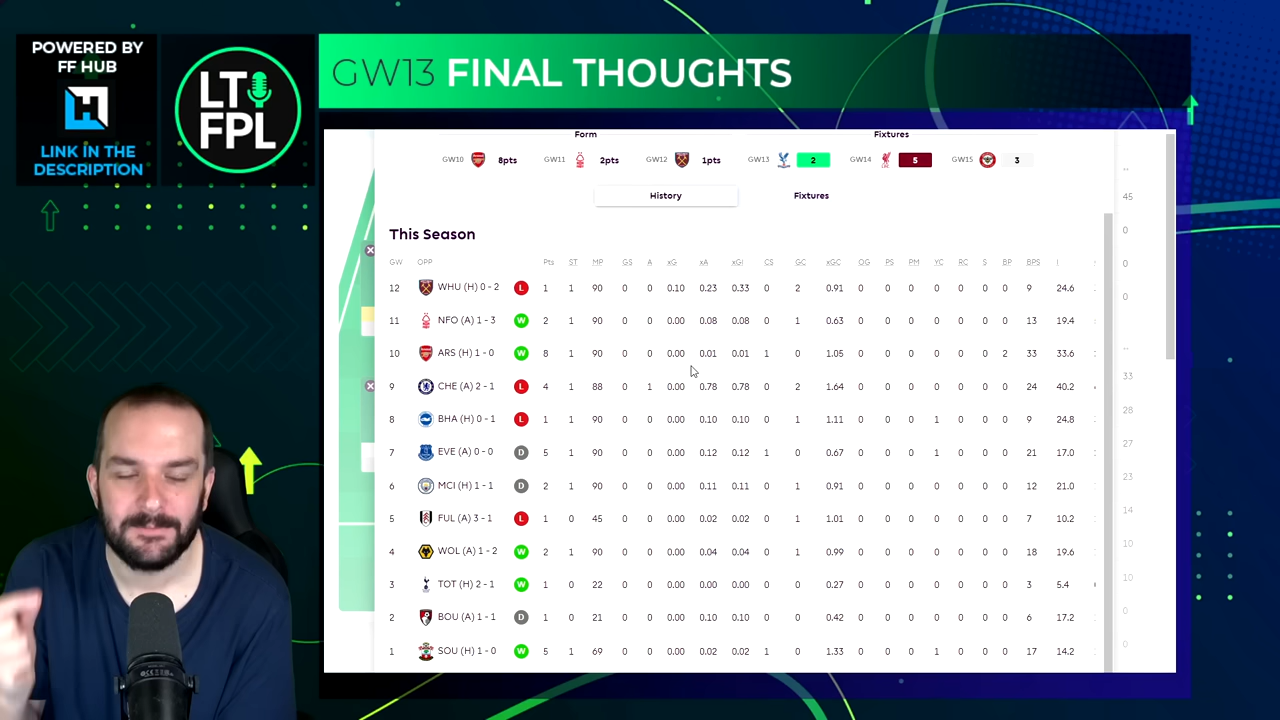 POWERED BY
FF HUB
LINK IN THE
DESCRIPTION
LT
FPL
GW13 FINAL THOUGHTS
Form Fixtures
GW10 8pts GW11 2pts GW12 1pts GW13 2 GW14 5 GW15 3
History Fixtures
This Season
GW OPP Pts ST MP GS A xG xA xGI CS GC xGC OG PS PM YC RC S BP BPS I
12 WHU (H) 0 - 2 L 1 1 90 0 0 0.10 0.23 0.33 0 2 0.91 0 0 0 0 0 0 0 9 24.6
11 NFO (A) 1 - 3 W 2 1 90 0 0 0.00 0.08 0.08 0 1 0.63 0 0 0 0 0 0 0 13 19.4
10 ARS (H) 1 - 0 W 8 1 90 0 0 0.00 0.01 0.01 1 0 1.05 0 0 0 0 0 0 2 33 33.6
9 CHE (A) 2 - 1 L 4 1 88 0 1 0.00 0.78 0.78 0 2 1.64 0 0 0 0 0 0 0 24 40.2
8 BHA (H) 0 - 1 L 1 1 90 0 0 0.00 0.10 0.10 0 1 1.11 0 0 0 1 0 0 0 9 24.8
7 EVE (A) 0 - 0 D 5 1 90 0 0 0.00 0.12 0.12 1 0 0.67 0 0 0 1 0 0 0 21 17.0
6 MCI (H) 1 - 1 D 2 1 90 0 0 0.00 0.11 0.11 0 1 0.91 0 0 0 0 0 0 0 12 21.0
5 FUL (A) 3 - 1 L 1 0 45 0 0 0.00 0.02 0.02 0 1 1.01 0 0 0 0 0 0 0 7 10.2
4 WOL (A) 1 - 2 W 2 1 90 0 0 0.00 0.04 0.04 0 1 0.99 0 0 0 0 0 0 0 18 19.6
3 TOT (H) 2 - 1 W 1 0 22 0 0 0.00 0.00 0.00 0 0 0.27 0 0 0 0 0 0 0 3 5.4
2 BOU (A) 1 - 1 D 1 0 21 0 0 0.00 0.10 0.10 0 0 0.42 0 0 0 0 0 0 0 6 17.2
1 SOU (H) 1 - 0 W 5 1 69 0 0 0.00 0.02 0.02 1 0 1.33 0 0 0 1 0 0 0 17 14.2
45
0
0
0
33
28
27
23
14
10
10
0
0